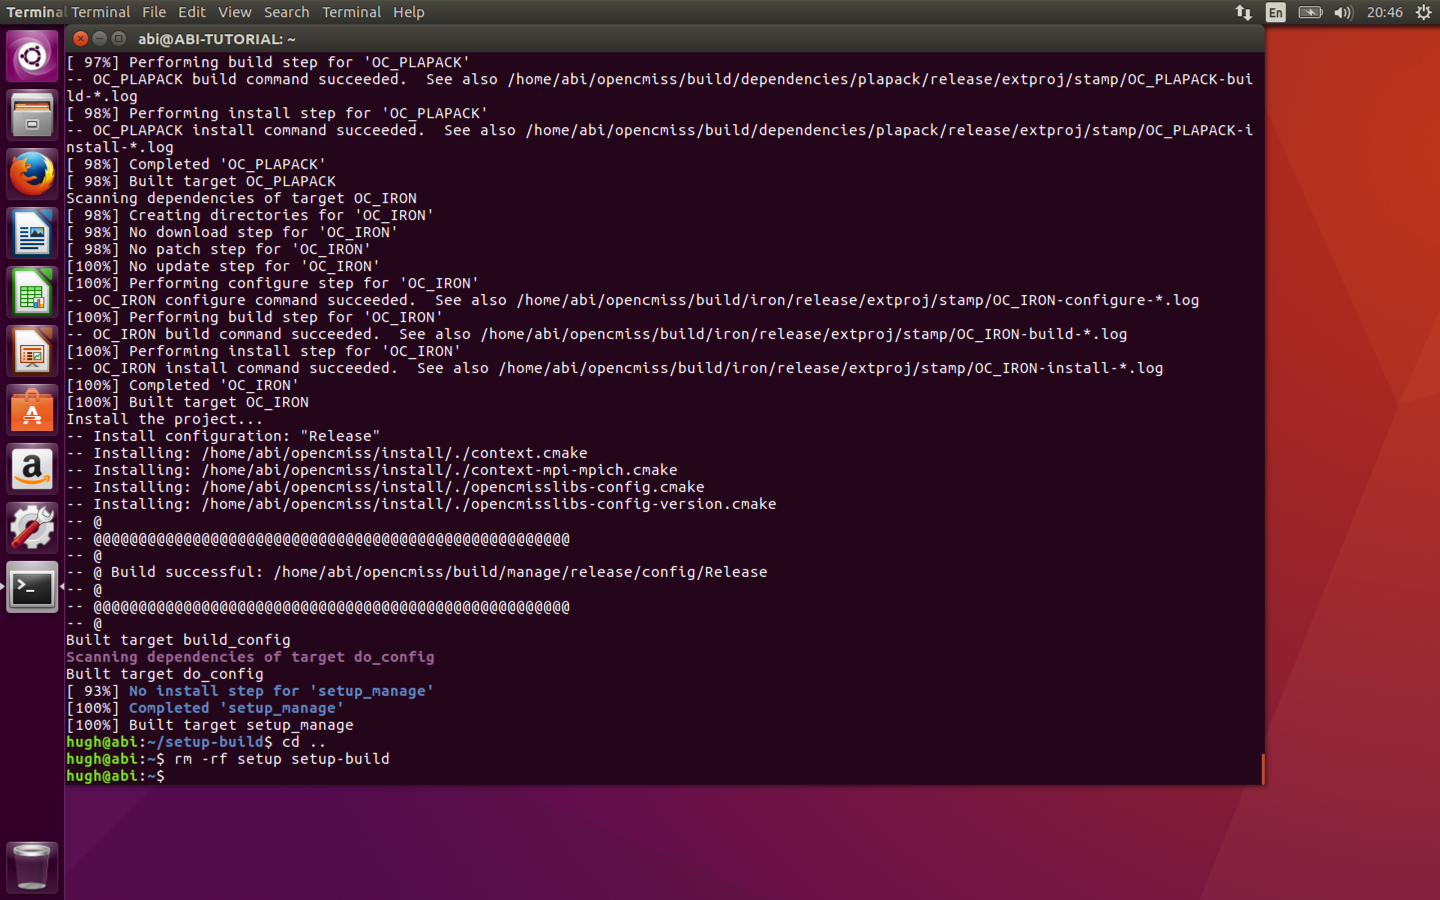 Terminal Terminal File Edit View Search Terminal Help En 20:46
abi@ABI-TUTORIAL: ~
[ 97%] Performing build step for 'OC_PLAPACK'
-- OC_PLAPACK build command succeeded.  See also /home/abi/opencmiss/build/dependencies/plapack/release/extproj/stamp/OC_PLAPACK-bui
ld-*.log
[ 98%] Performing install step for 'OC_PLAPACK'
-- OC_PLAPACK install command succeeded.  See also /home/abi/opencmiss/build/dependencies/plapack/release/extproj/stamp/OC_PLAPACK-i
nstall-*.log
[ 98%] Completed 'OC_PLAPACK'
[ 98%] Built target OC_PLAPACK
Scanning dependencies of target OC_IRON
[ 98%] Creating directories for 'OC_IRON'
[ 98%] No download step for 'OC_IRON'
[ 98%] No patch step for 'OC_IRON'
[100%] No update step for 'OC_IRON'
[100%] Performing configure step for 'OC_IRON'
-- OC_IRON configure command succeeded.  See also /home/abi/opencmiss/build/iron/release/extproj/stamp/OC_IRON-configure-*.log
[100%] Performing build step for 'OC_IRON'
-- OC_IRON build command succeeded.  See also /home/abi/opencmiss/build/iron/release/extproj/stamp/OC_IRON-build-*.log
[100%] Performing install step for 'OC_IRON'
-- OC_IRON install command succeeded.  See also /home/abi/opencmiss/build/iron/release/extproj/stamp/OC_IRON-install-*.log
[100%] Completed 'OC_IRON'
[100%] Built target OC_IRON
Install the project...
-- Install configuration: "Release"
-- Installing: /home/abi/opencmiss/install/./context.cmake
-- Installing: /home/abi/opencmiss/install/./context-mpi-mpich.cmake
-- Installing: /home/abi/opencmiss/install/./opencmisslibs-config.cmake
-- Installing: /home/abi/opencmiss/install/./opencmisslibs-config-version.cmake
-- @
-- @@@@@@@@@@@@@@@@@@@@@@@@@@@@@@@@@@@@@@@@@@@@@@@@@@@@@
-- @
-- @ Build successful: /home/abi/opencmiss/build/manage/release/config/Release
-- @
-- @@@@@@@@@@@@@@@@@@@@@@@@@@@@@@@@@@@@@@@@@@@@@@@@@@@@@
-- @
Built target build_config
Scanning dependencies of target do_config
Built target do_config
[ 93%] No install step for 'setup_manage'
[100%] Completed 'setup_manage'
[100%] Built target setup_manage
hugh@abi:~/setup-build$ cd ..
hugh@abi:~$ rm -rf setup setup-build
hugh@abi:~$